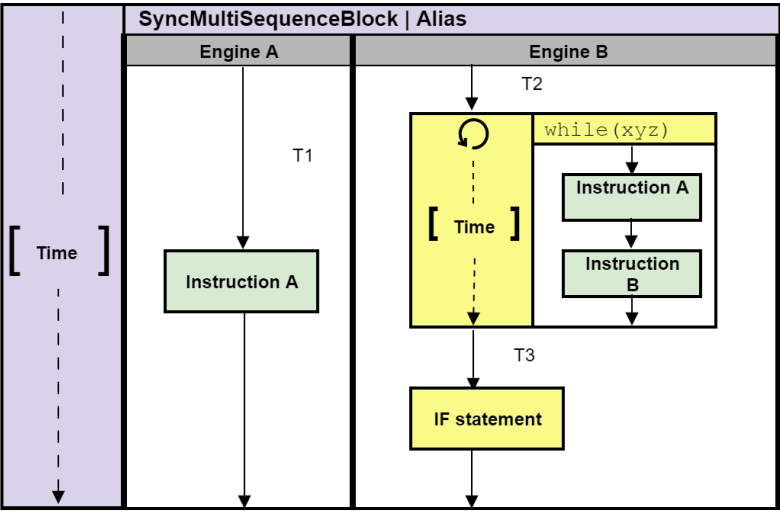 SyncMultiSequenceBlock | Alias
Engine A
Engine B
T2
while(xyz)
T1
Instruction A
[ Time ]
[ Time ]
Instruction
B
Instruction A
T3
IF statement